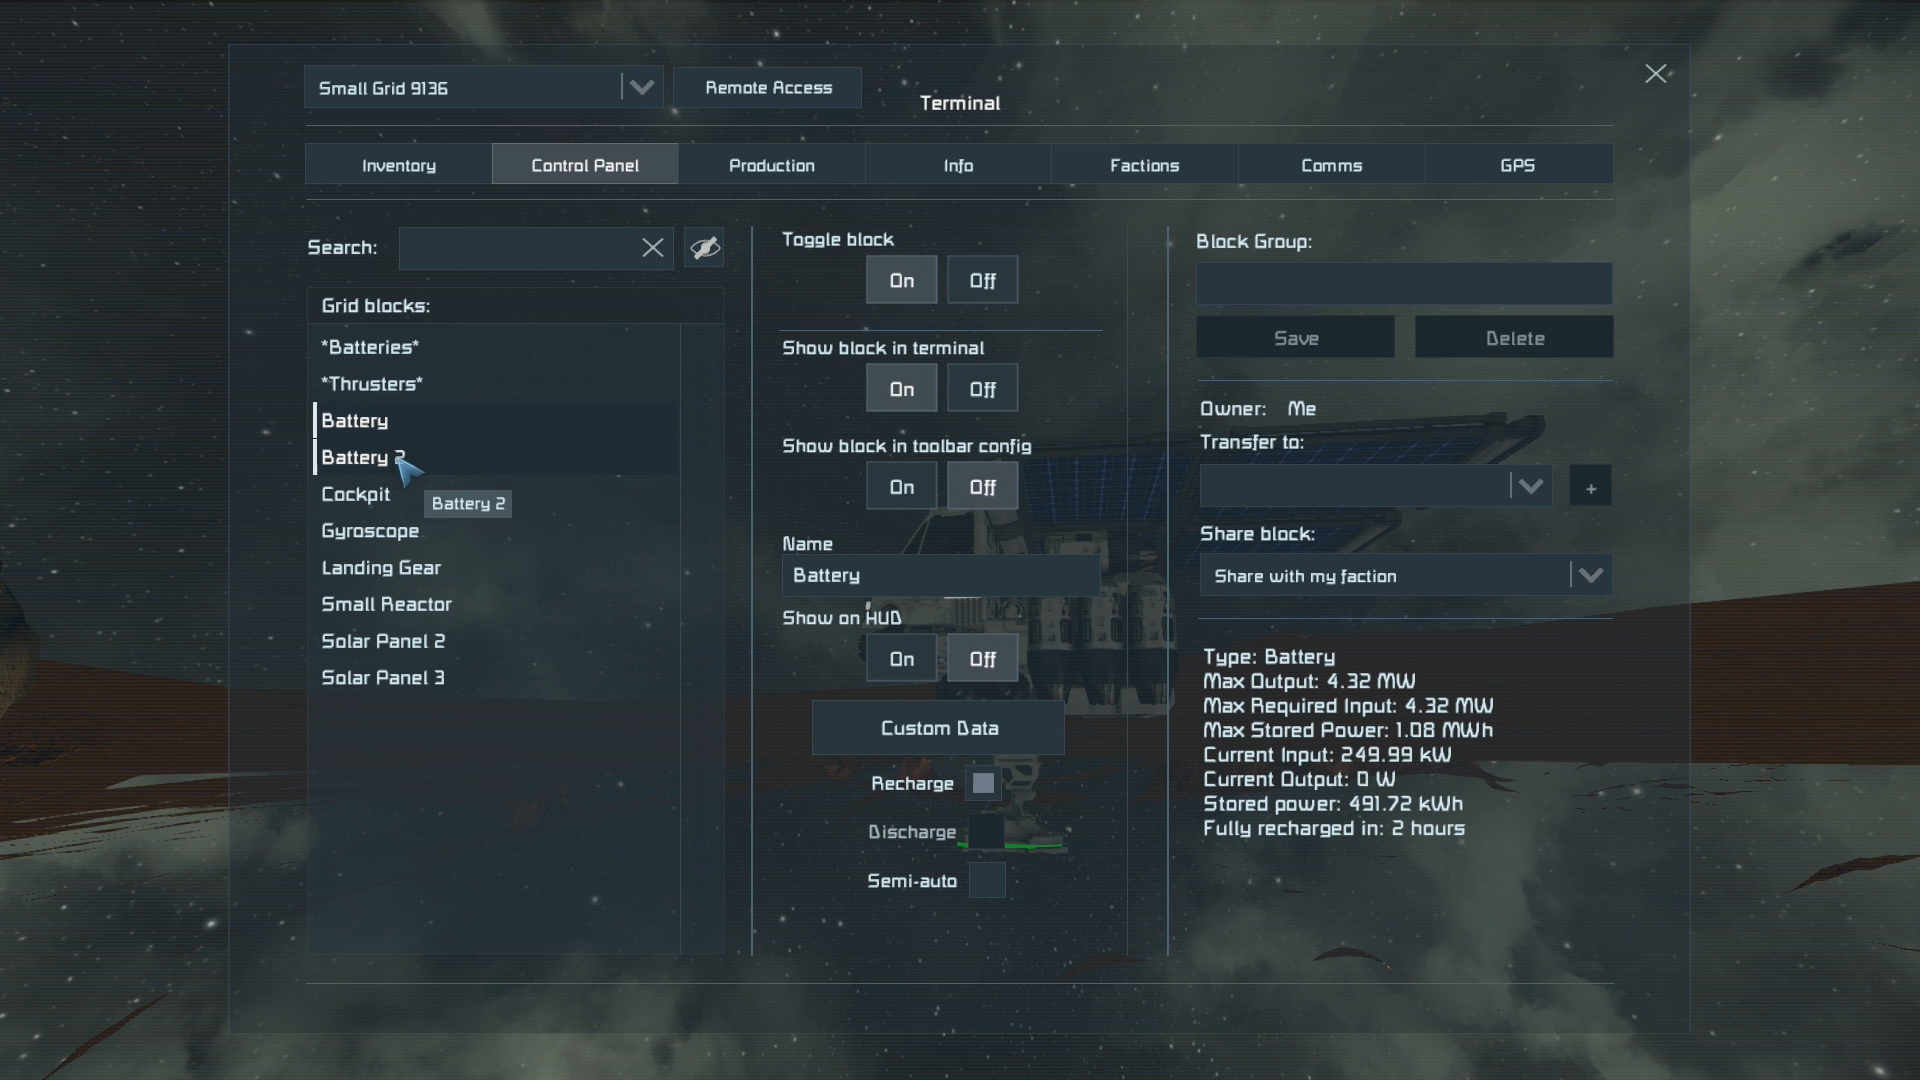 Small Grid 9136
Remote Access
Terminal
Inventory
Control Panel
Production
Info
Factions
Comms
GPS
Search:
Grid blocks:
*Batteries*
*Thrusters*
Battery
Battery 2
Cockpit
Battery 2
Gyroscope
Landing Gear
Small Reactor
Solar Panel 2
Solar Panel 3
Toggle block
On Off
Show block in terminal
On Off
Show block in toolbar config
On Off
Name
Battery
Show on HUD
On Off
Custom Data
Recharge
Discharge
Semi-auto
Block Group:
Save Delete
Owner: Me
Transfer to:
+
Share block:
Share with my faction
Type: Battery
Max Output: 4.32 MW
Max Required Input: 4.32 MW
Max Stored Power: 1.08 MWh
Current Input: 249.99 kW
Current Output: 0 W
Stored power: 491.72 kWh
Fully recharged in: 2 hours